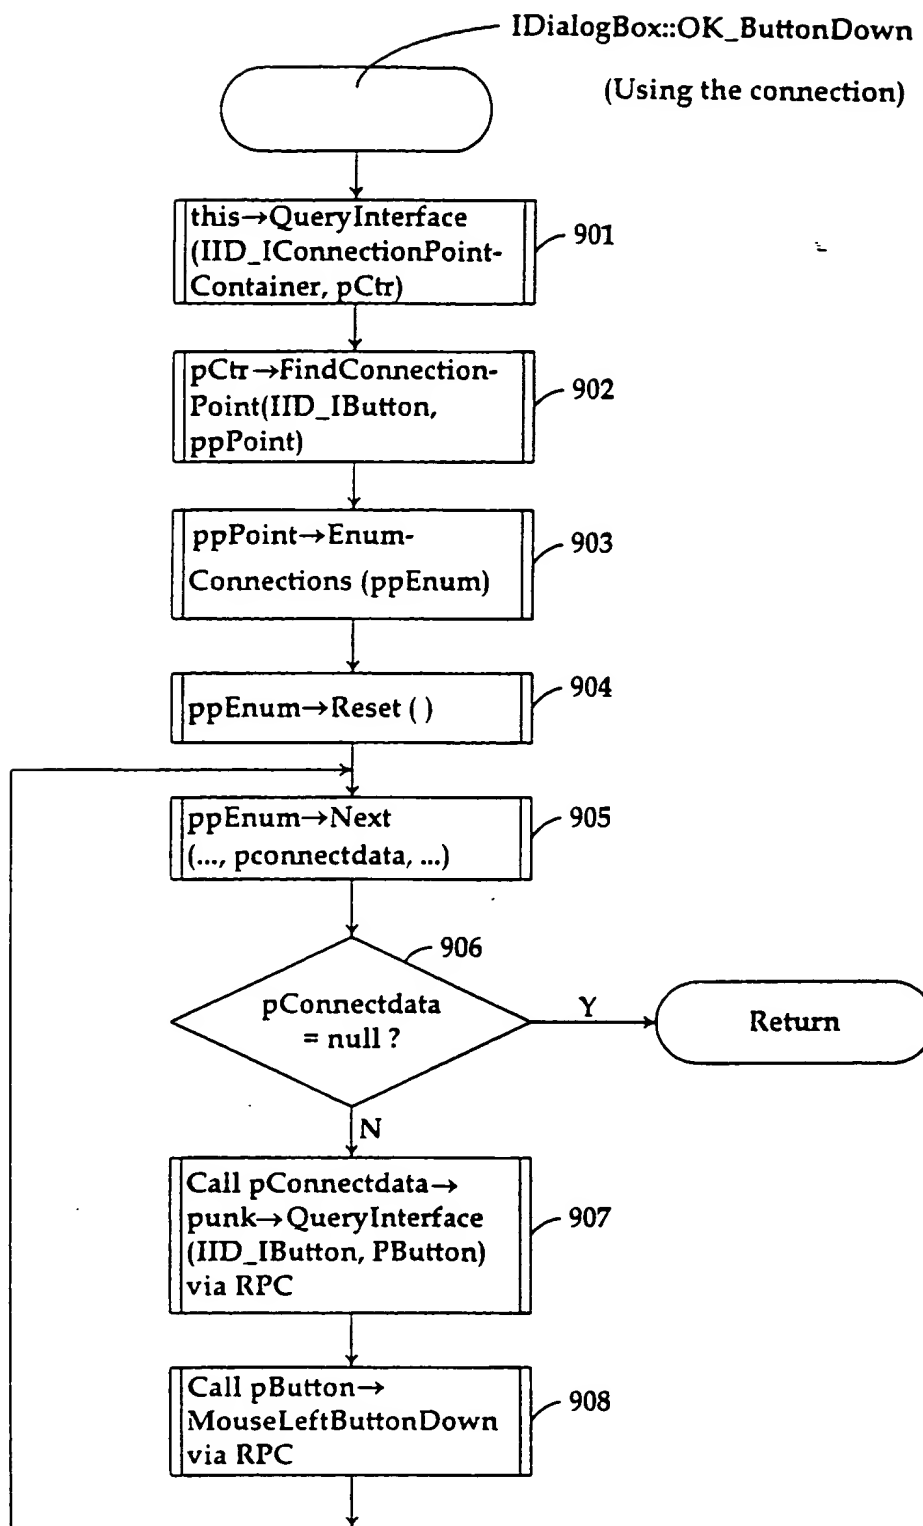 IDialogBox::OK_ButtonDown
(Using the connection)
this→QueryInterface
(IID_IConnectionPoint-
Container, pCtr)
901
pCtr→FindConnection-
Point(IID_IButton,
ppPoint)
902
ppPoint→Enum-
Connections (ppEnum)
903
ppEnum→Reset ( )
904
ppEnum→Next
(..., pconnectdata, ...)
905
906
pConnectdata
= null ?
Y
Return
N
Call pConnectdata→
punk→QueryInterface
(IID_IButton, PButton)
via RPC
907
Call pButton→
MouseLeftButtonDown
via RPC
908